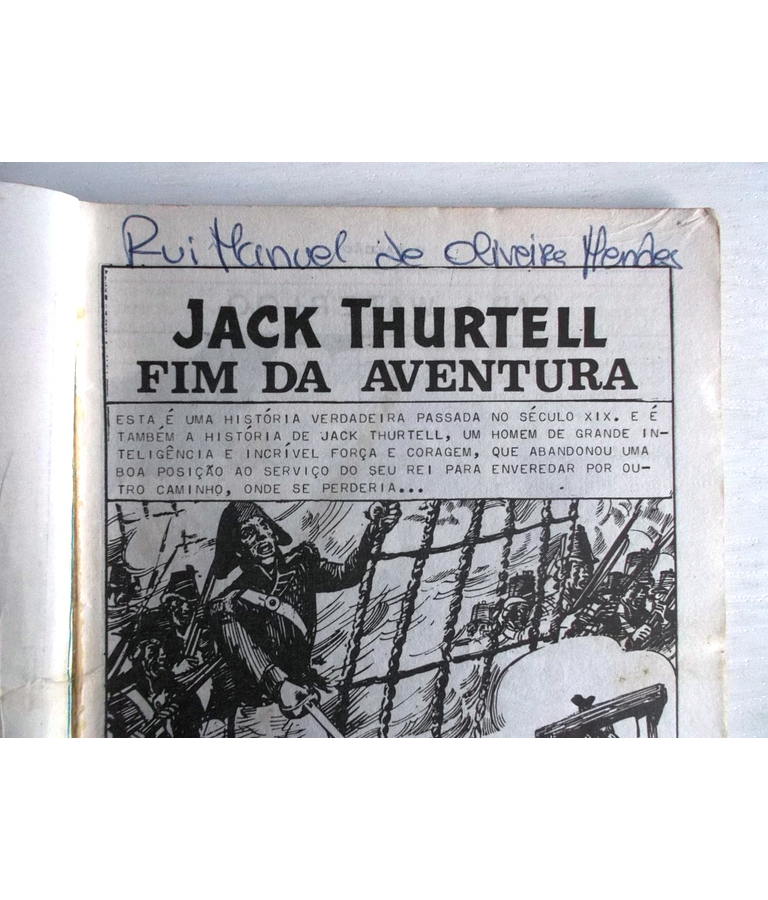 Rui Manuel de Oliveira Mendes
JACK THURTELL
FIM DA AVENTURA
ESTA É UMA HISTÓRIA VERDADEIRA PASSADA NO SÉCULO XIX. E É
TAMBÉM A HISTÓRIA DE JACK THURTELL, UM HOMEM DE GRANDE IN-
TELIGÊNCIA E INCRÍVEL FORÇA E CORAGEM, QUE ABANDONOU UMA
BOA POSIÇÃO AO SERVIÇO DO SEU REI PARA ENVEREDAR POR OU-
TRO CAMINHO, ONDE SE PERDERIA...